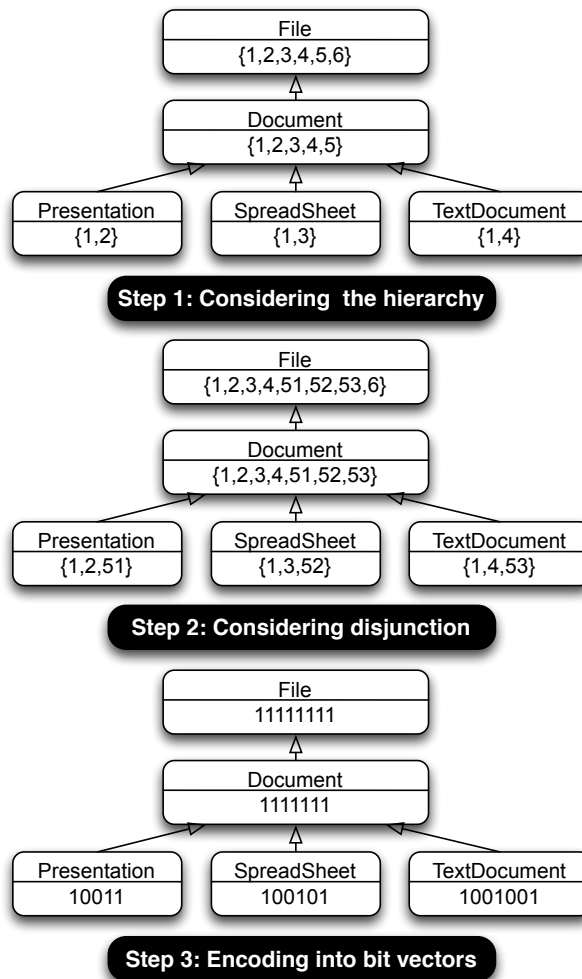 File
{1,2,3,4,5,6}
Document
{1,2,3,4,5}
Presentation
{1,2}
SpreadSheet
{1,3}
TextDocument
{1,4}
Step 1: Considering the hierarchy
File
{1,2,3,4,51,52,53,6}
Document
{1,2,3,4,51,52,53}
Presentation
{1,2,51}
SpreadSheet
{1,3,52}
TextDocument
{1,4,53}
Step 2: Considering disjunction
File
11111111
Document
1111111
Presentation
10011
SpreadSheet
100101
TextDocument
1001001
Step 3: Encoding into bit vectors